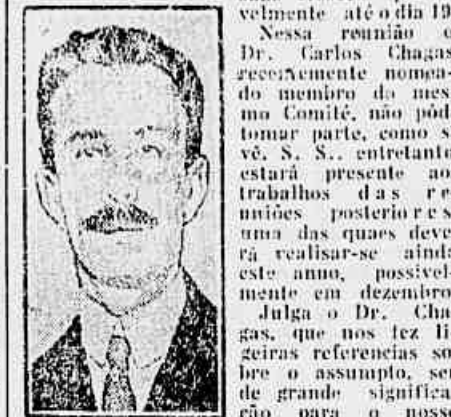 velmente até o dia 19
Nessa reunião o
Dr. Carlos Chagas
recentemente nomea-
do membro do mes
mo Comité, não pôd
tomar parte, como s
vê. S. S.. entretanto
estará presente ao
trabalhos das re
uniões posteriores
uma das quaes deve
rá realisar-se ainda
este anno, possivel-
mente em dezembro
Julga o Dr. Cha
gas, que nos fez li
geiras referencias so
bre o assumpto, ser
de grande significa
ção para o nosso